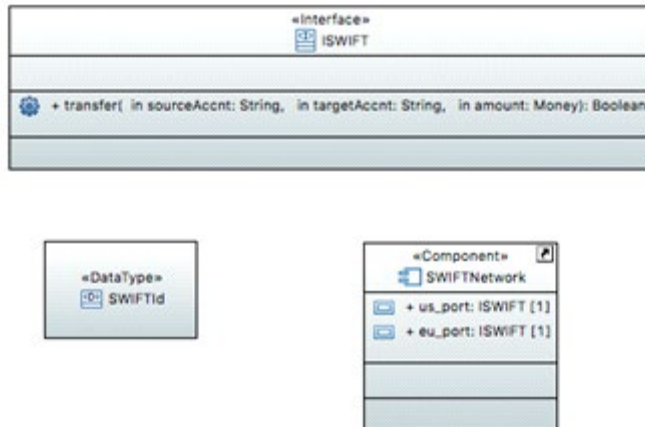 «Interface»
ISWIFT
+ transfer( in sourceAccnt: String, in targetAccnt: String, in amount: Money): Boolean
«DataType»
SWIFTId
«Component»
SWIFTNetwork
+ us_port: ISWIFT [1]
+ eu_port: ISWIFT [1]